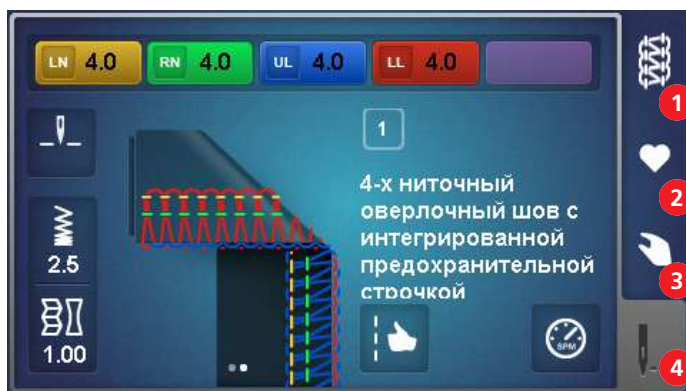 LN 4.0 RN 4.0 UL 4.0 LL 4.0
1
4-х ниточный
оверлочный шов с
интегрированной
предохранительной
строчкой
2.5
1.00
SPM
1
2
3
4